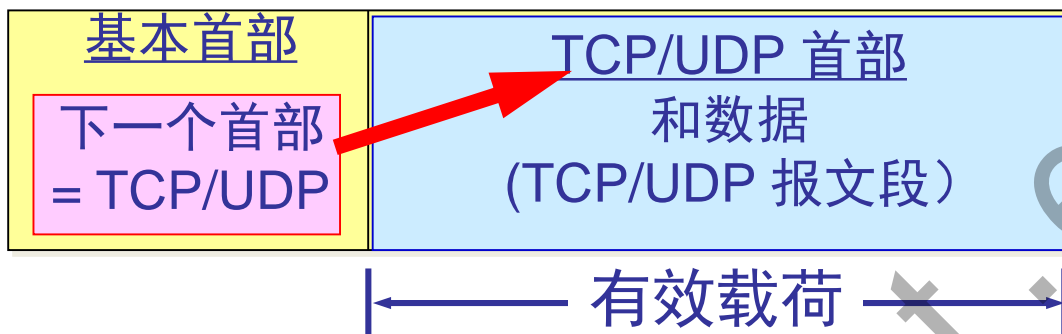 基本首部
下一个首部
= TCP/UDP
TCP/UDP 首部
和数据
(TCP/UDP 报文段）
有效载荷